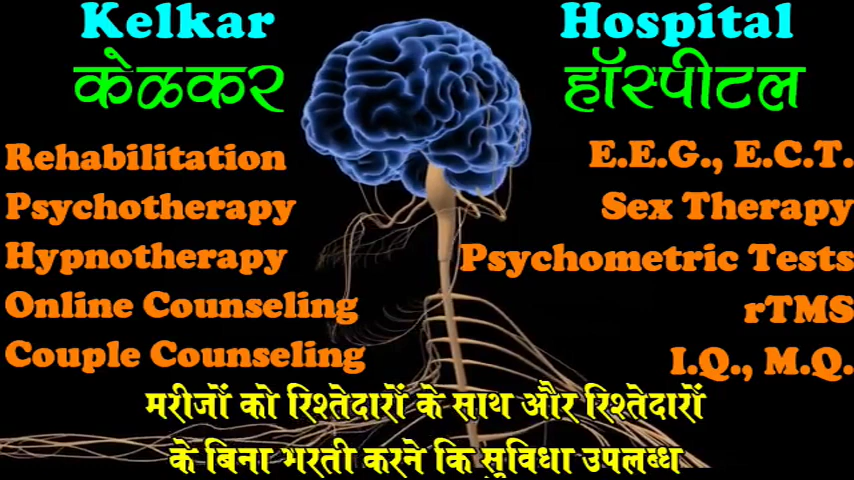 Kelkar Hospital
केळकर हॉस्पीटल
Rehabilitation
Psychotherapy
Hypnotherapy
Online Counseling
Couple Counseling
E.E.G., E.C.T.
Sex Therapy
Psychometric Tests
rTMS
I.Q., M.Q.
मरीजों को रिश्तेदारों के साथ और रिश्तेदारों
के बिना भरती करने कि सुविधा उपलब्ध